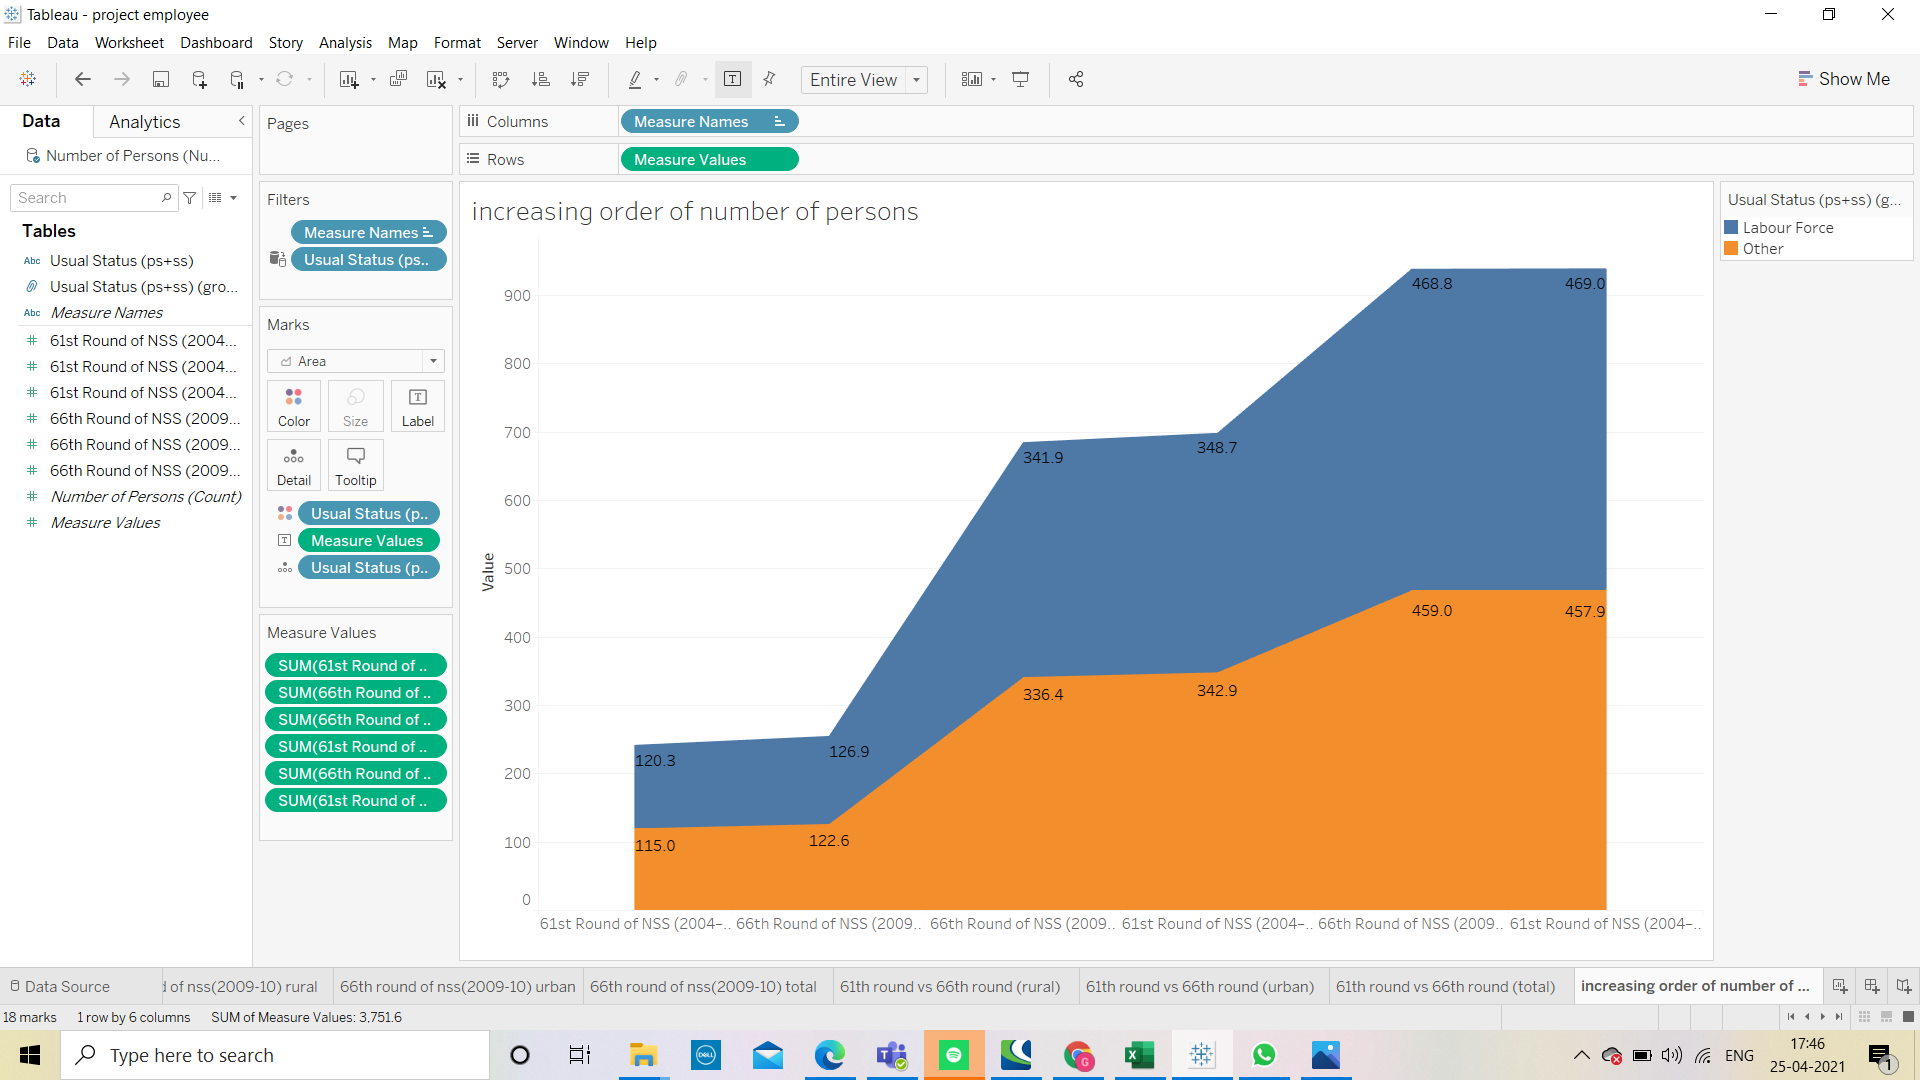 Tableau - project employee
File Data Worksheet Dashboard Story Analysis Map Format Server Window Help
Entire View
Show Me
Data Analytics
Number of Persons (Nu...
Search
Tables
Abc Usual Status (ps+ss)
Usual Status (ps+ss) (gro...
Abc Measure Names
# 61st Round of NSS (2004...
# 61st Round of NSS (2004...
# 61st Round of NSS (2004...
# 66th Round of NSS (2009...
# 66th Round of NSS (2009...
# 66th Round of NSS (2009...
# Number of Persons (Count)
# Measure Values
Pages
Filters
Measure Names
Usual Status (ps..
Marks
Area
Color Size Label
Detail Tooltip
Usual Status (p..
Measure Values
Usual Status (p..
Measure Values
SUM(61st Round of ..
SUM(66th Round of ..
SUM(66th Round of ..
SUM(61st Round of ..
SUM(66th Round of ..
SUM(61st Round of ..
Columns Measure Names
Rows Measure Values
increasing order of number of persons
Value
900
800
700
600
500
400
300
200
100
0
468.8 469.0
341.9 348.7
459.0 457.9
336.4 342.9
120.3 126.9
115.0 122.6
61st Round of NSS (2004–.. 66th Round of NSS (2009.. 66th Round of NSS (2009.. 61st Round of NSS (2004–.. 66th Round of NSS (2009.. 61st Round of NSS (2004–..
Usual Status (ps+ss) (g...
Labour Force
Other
Data Source d of nss(2009-10) rural 66th round of nss(2009-10) urban 66th round of nss(2009-10) total 61th round vs 66th round (rural) 61th round vs 66th round (urban) 61th round vs 66th round (total) increasing order of number of ...
18 marks 1 row by 6 columns SUM of Measure Values: 3,751.6
Type here to search
DELL
G
ENG
17:46
25-04-2021
1